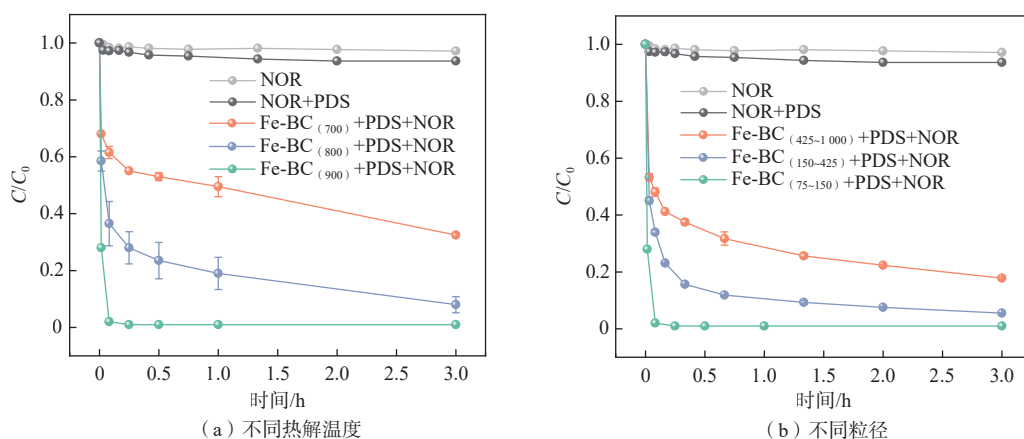 1.0
0.8
0.6
0.4
0.2
0
C/C₀
NOR
NOR+PDS
Fe-BC₍₇₀₀₎+PDS+NOR
Fe-BC₍₈₀₀₎+PDS+NOR
Fe-BC₍₉₀₀₎+PDS+NOR
0 0.5 1.0 1.5 2.0 2.5 3.0
时间/h
（a）不同热解温度
1.0
0.8
0.6
0.4
0.2
0
C/C₀
NOR
NOR+PDS
Fe-BC₍₄₂₅~₁ ₀₀₀₎+PDS+NOR
Fe-BC₍₁₅₀₋₄₂₅₎+PDS+NOR
Fe-BC₍₇₅~₁₅₀₎+PDS+NOR
0 0.5 1.0 1.5 2.0 2.5 3.0
时间/h
（b）不同粒径